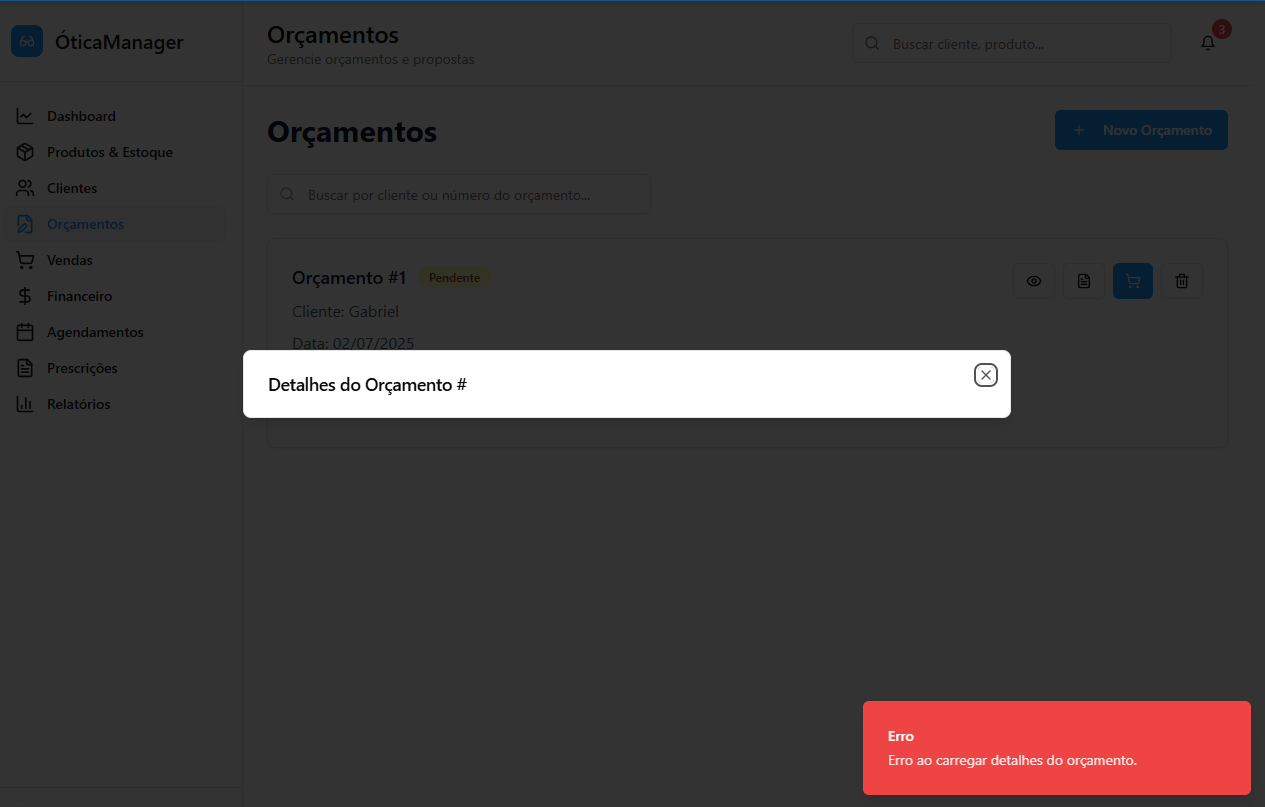 ÓticaManager
Orçamentos
Gerencie orçamentos e propostas
Buscar cliente, produto...
3
Dashboard
Produtos & Estoque
Clientes
Orçamentos
Vendas
Financeiro
Agendamentos
Prescrições
Relatórios
Orçamentos
Novo Orçamento
Buscar por cliente ou número do orçamento...
Orçamento #1 Pendente
Cliente: Gabriel
Data: 02/07/2025
Detalhes do Orçamento #
Erro
Erro ao carregar detalhes do orçamento.